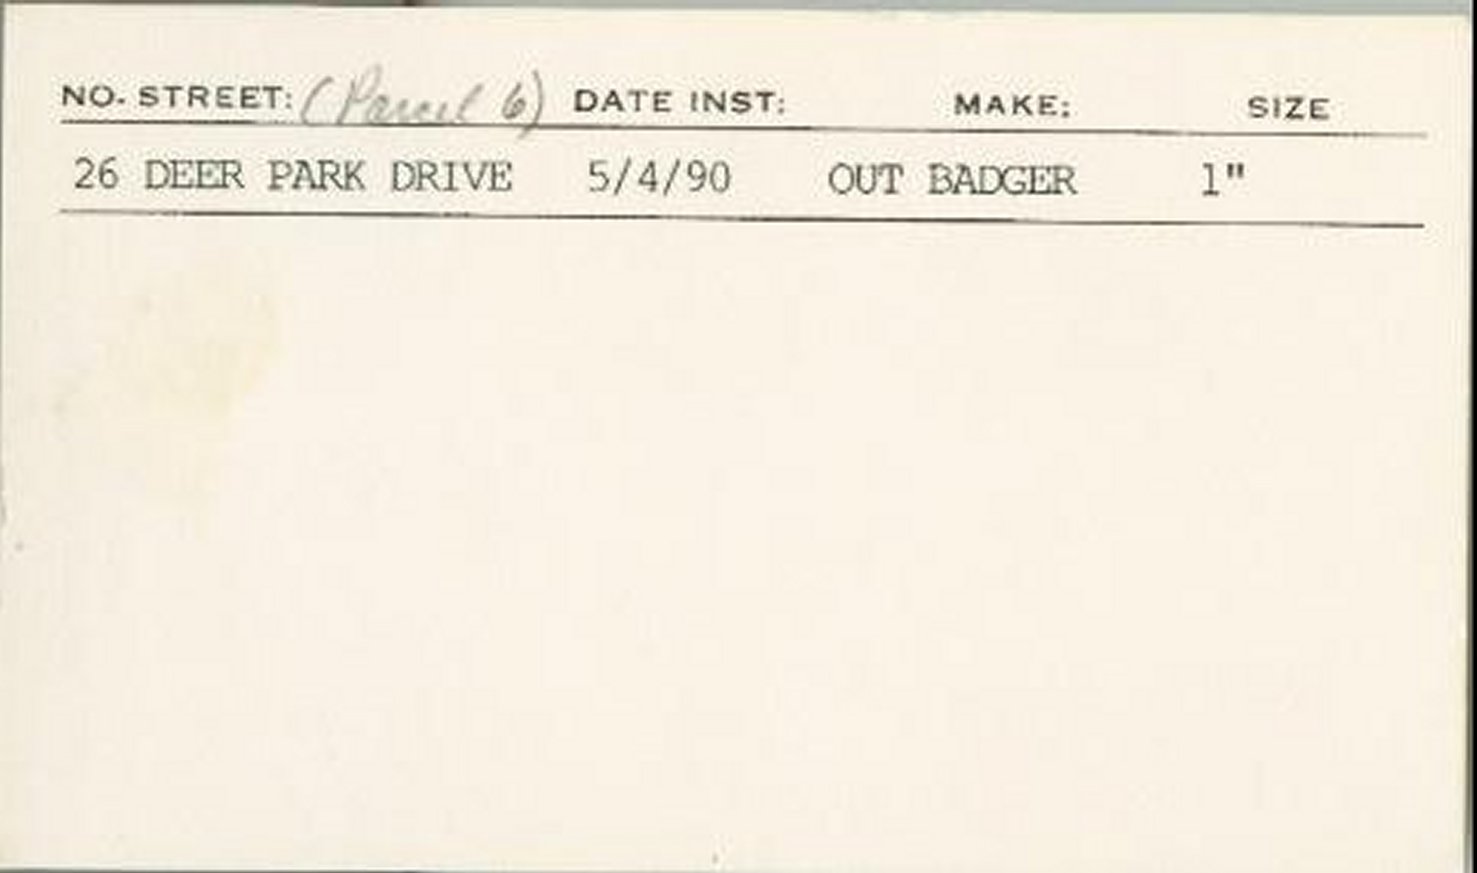 NO. STREET: (Parcel 6) DATE INST: MAKE: SIZE
26 DEER PARK DRIVE 5/4/90 OUT BADGER 1"